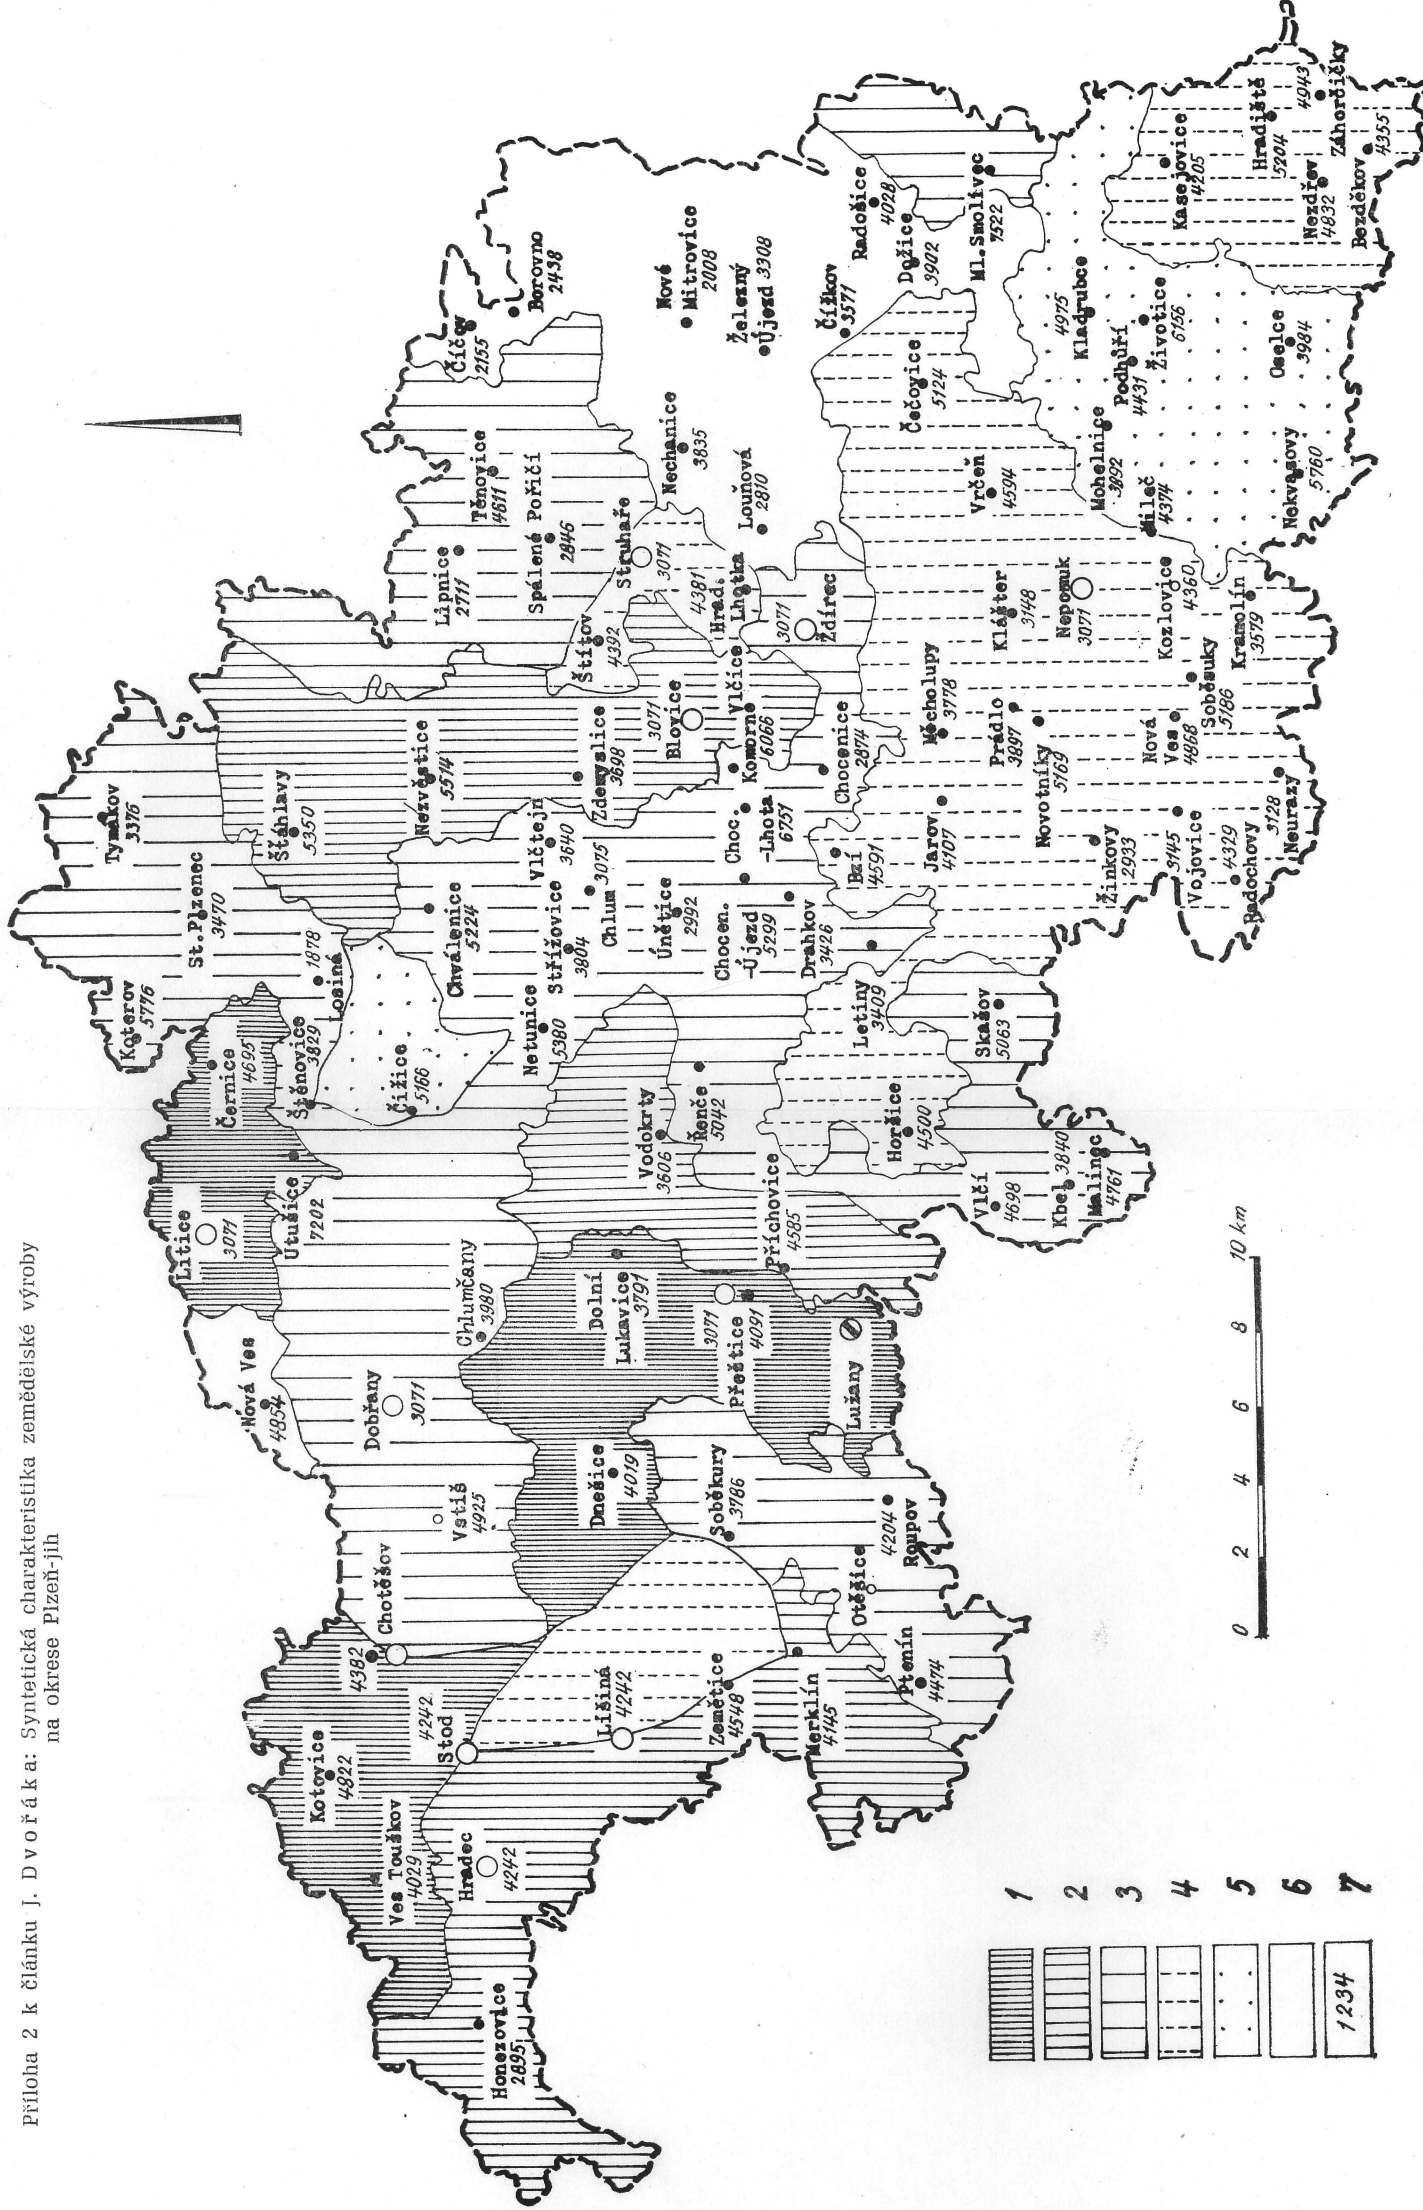 Příloha 2 k článku J. Dvořáka: Syntetická charakteristika zemědělské výroby
na okrese Plzeň-jih
Honezovice
2895
Ves Touškov
4029
Hradec
4242
Kotovice
4822
Stod
4242
4382
Chotěšov
Lišina
4242
Zemětice
4548
Merklín
4145
Ptenín
4474
Otěšice
4204
Roupov
Soběkury
3786
Dnešice
4019
Vstiš
4925
Dobřany
3071
Nová Ves
4854
Chlumčany
3980
Litice
3071
Utušice
7202
Dolní
Lukavice
3791
Přeštice
3071
4091
Lužany
Příchovice
4585
Vodokrty
3606
Řenče
5042
Horšice
4500
Vlčí
4698
Kbel 3840
Malinec
4761
Skašov
5063
Letiny
3409
Černice
4695
Štěnovice
3829
Losiná
1878
Čižice
5166
Koterov
5776
St.Plzenec
3470
Tymákov
3376
Šťáhlavy
5350
Nezvěstice
5574
Chválenice
5224
Netunice
5380
Střížovice
3804
Vlčtejn
3640
Chlum
3075
Únětice
2992
Chocen.
-Újezd
5299
Choc.
-Lhota
6751
Drahkov
3426
Zdemyslice
3698
Blovice
3071
Vlčice
Komorno
6066
Chocenice
2874
Bzí
4591
Jarov
4107
Měcholupy
3778
Prádlo
3897
Novotníky
5169
Žinkovy
2933
Vojovice
3145
Radochovy
4329
Neurazy
3128
Nová
Ves
4868
Soběsuky
5186
Kramolín
3579
Kozlovice
4360
Nepomuk
3071
Klášter
3148
Štítov
4392
Struhaře
3071
Hrad.
Lhotka
4381
Ždírec
3071
Lipnice
2711
Spálené Poříčí
2846
Těnovice
4611
Číčov
2155
Borovno
2438
Nechanice
3835
Louňová
2810
Nové
Mitrovice
2008
Železný
Újezd 3308
Čížkov
3571
Radošice
4028
Dožice
3902
Ml.Smolivec
7522
Čečovice
5124
Vrčeň
4594
Mohelnice
3892
Mileč
4374
Podhůří
4431
Kladrubce
4975
Životice
6156
Oselce
3984
Nekvasovy
5760
Kasejovice
4205
Hradiště
5204
Nezdřev
4832
Bezděkov
4355
Záhorčičky
4943
0 2 4 6 8 10 km
1
2
3
4
5
6
7
1234